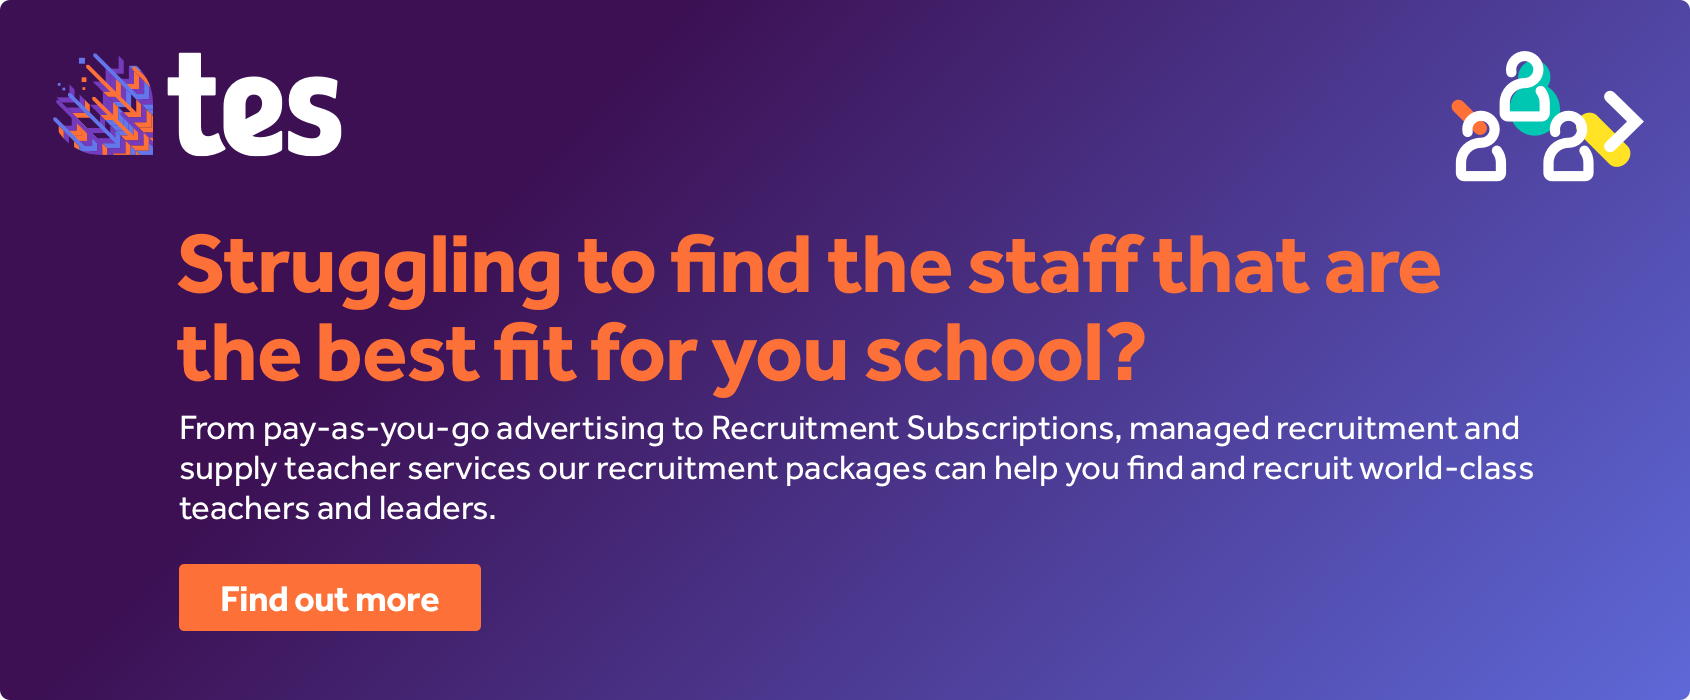 tes
Struggling to find the staff that are
the best fit for you school?
From pay-as-you-go advertising to Recruitment Subscriptions, managed recruitment and
supply teacher services our recruitment packages can help you find and recruit world-class
teachers and leaders.
Find out more